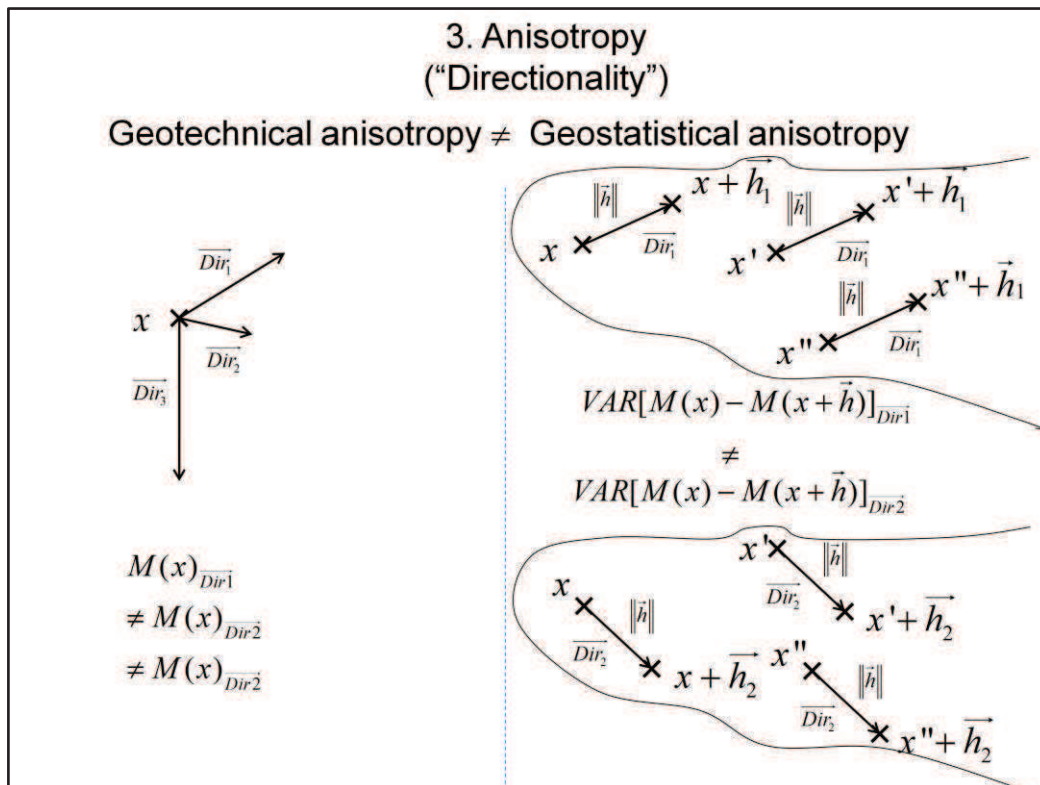 3. Anisotropy
(“Directionality”)
Geotechnical anisotropy ≠ Geostatistical anisotropy
x
Dir₁
Dir₂
Dir₃
M(x) Dir1
≠ M(x) Dir2
≠ M(x) Dir2
x
‖h‖
x + h₁
Dir₁
x'
‖h‖
x' + h₁
Dir₁
x"
‖h‖
x" + h₁
Dir₁
VAR[M(x) − M(x + h)] Dir1
≠
VAR[M(x) − M(x + h)] Dir2
x
‖h‖
Dir₂
x + h₂
x'
‖h‖
Dir₂
x' + h₂
x"
‖h‖
Dir₂
x" + h₂